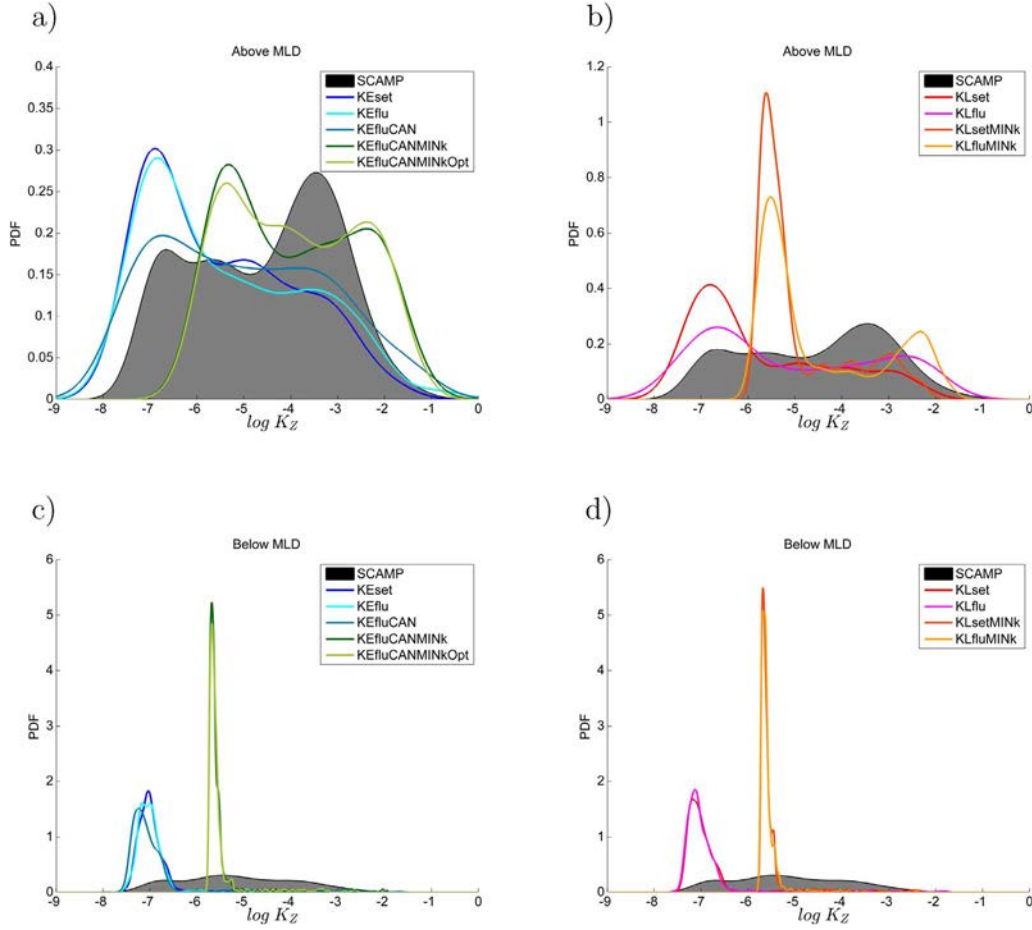 a)
Above MLD
0.4
0.35
0.3
0.25
0.2
0.15
0.1
0.05
0
PDF
SCAMP
KEset
KEflu
KEfluCAN
KEfluCANMINk
KEfluCANMINkOpt
-9 -8 -7 -6 -5 -4 -3 -2 -1 0
log K_Z
b)
Above MLD
1.2
1
0.8
0.6
0.4
0.2
0
PDF
SCAMP
KLset
KLflu
KLsetMINk
KLfluMINk
-9 -8 -7 -6 -5 -4 -3 -2 -1 0
log K_Z
c)
Below MLD
6
5
4
3
2
1
0
PDF
SCAMP
KEset
KEflu
KEfluCAN
KEfluCANMINk
KEfluCANMINkOpt
-9 -8 -7 -6 -5 -4 -3 -2 -1 0
log K_Z
d)
Below MLD
6
5
4
3
2
1
0
PDF
SCAMP
KLset
KLflu
KLsetMINk
KLfluMINk
-9 -8 -7 -6 -5 -4 -3 -2 -1 0
log K_Z